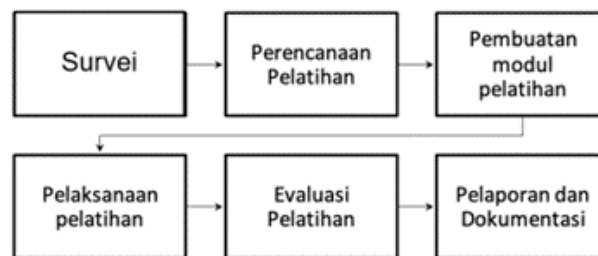 Survei
Perencanaan
Pelatihan
Pembuatan
modul
pelatihan
Pelaksanaan
pelatihan
Evaluasi
Pelatihan
Pelaporan dan
Dokumentasi